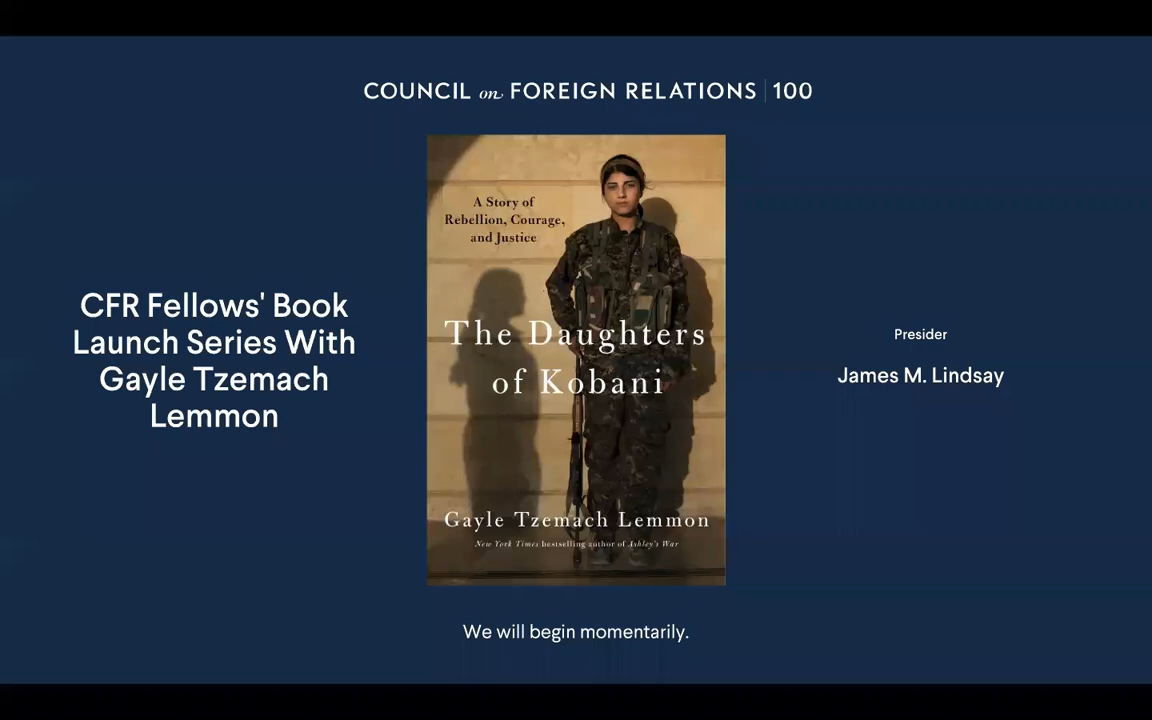 COUNCIL on FOREIGN RELATIONS | 100
A Story of
Rebellion, Courage,
and Justice
The Daughters
of Kobani
Gayle Tzemach Lemmon
New York Times bestselling author of Ashley's War
CFR Fellows' Book
Launch Series With
Gayle Tzemach
Lemmon
Presider
James M. Lindsay
We will begin momentarily.